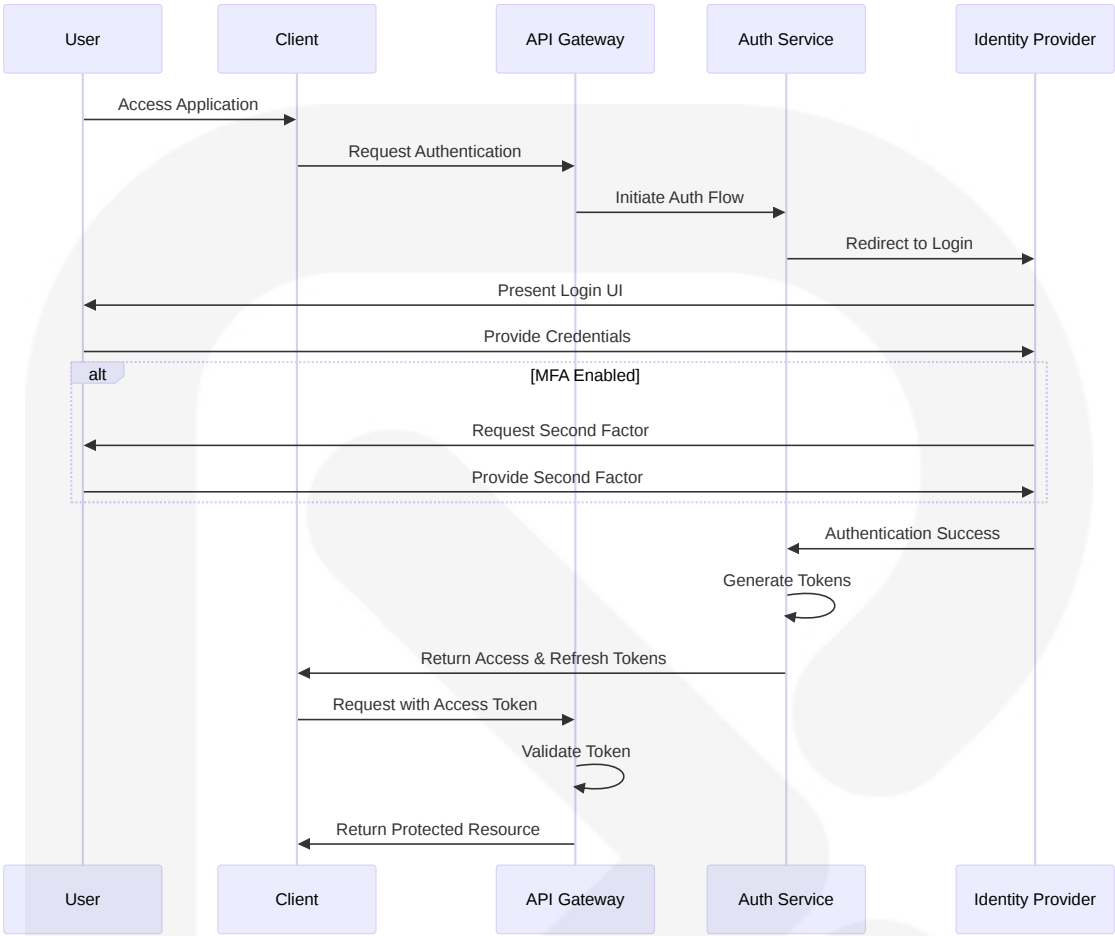 User
Client
API Gateway
Auth Service
Identity Provider
Access Application
Request Authentication
Initiate Auth Flow
Redirect to Login
Present Login UI
Provide Credentials
alt
[MFA Enabled]
Request Second Factor
Provide Second Factor
Authentication Success
Generate Tokens
Return Access & Refresh Tokens
Request with Access Token
Validate Token
Return Protected Resource
User
Client
API Gateway
Auth Service
Identity Provider